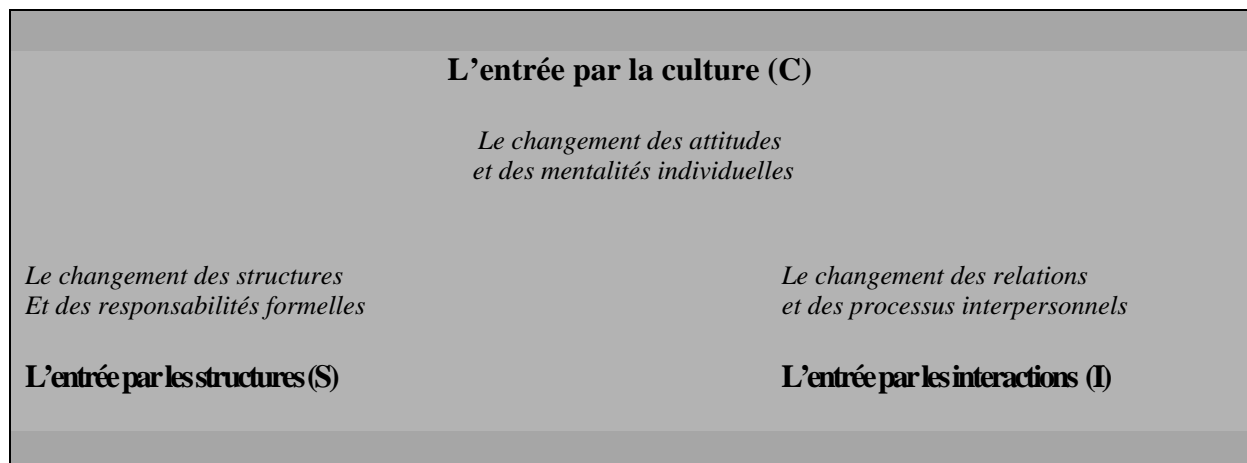 L’entrée par la culture (C)
Le changement des attitudes
et des mentalités individuelles
Le changement des structures
Et des responsabilités formelles
Le changement des relations
et des processus interpersonnels
L’entrée par les structures (S)
L’entrée par les interactions (I)